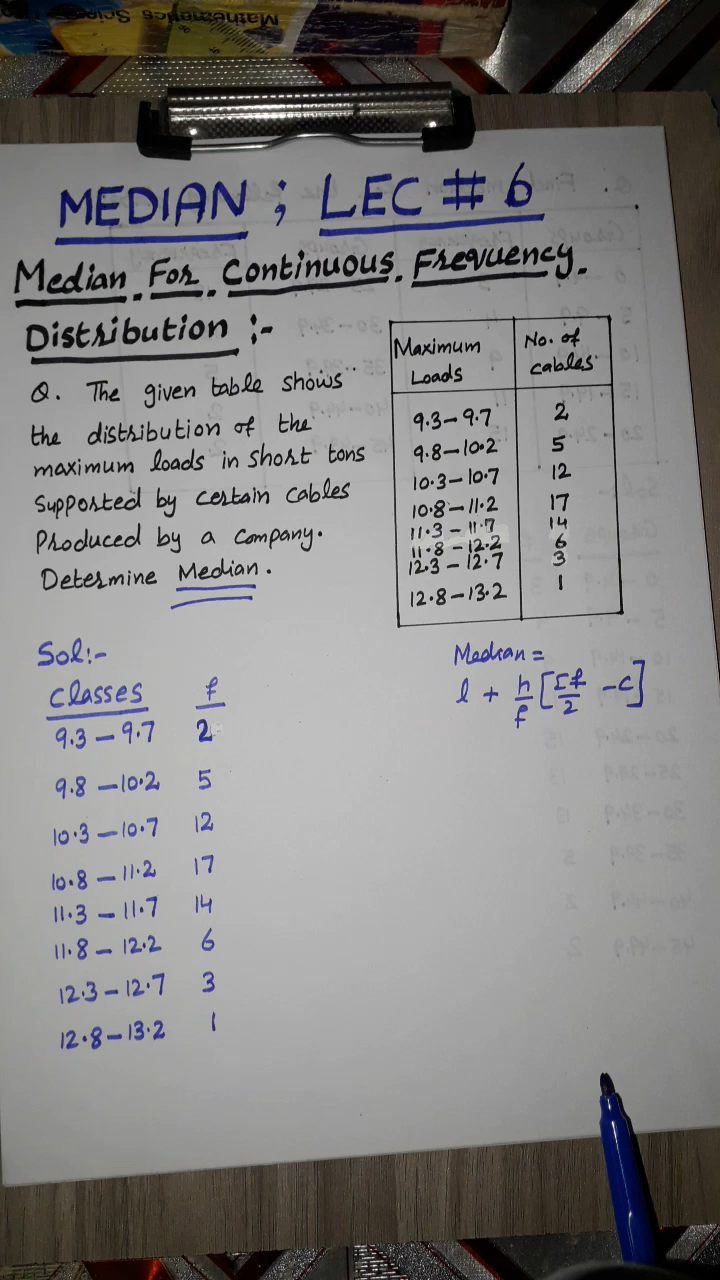 Mathematics Scien
MEDIAN ; LEC # 6
Median For Continuous Frevuency
Distribution :-
Q. The given table shows
the distribution of the
maximum loads in short tons
Supported by certain Cables
Produced by a Company.
Determine Median.
Maximum Loads | No. of cables
9.3 – 9.7 2
9.8 – 10.2 5
10.3 – 10.7 12
10.8 – 11.2 17
11.3 – 11.7 14
11.8 – 12.2 6
12.3 – 12.7 3
12.8 – 13.2 1
Sol:-
Classes f
9.3 – 9.7 2
9.8 – 10.2 5
10.3 – 10.7 12
10.8 – 11.2 17
11.3 – 11.7 14
11.8 – 12.2 6
12.3 – 12.7 3
12.8 – 13.2 1
Median =
l + h/f [Σf/2 – c]